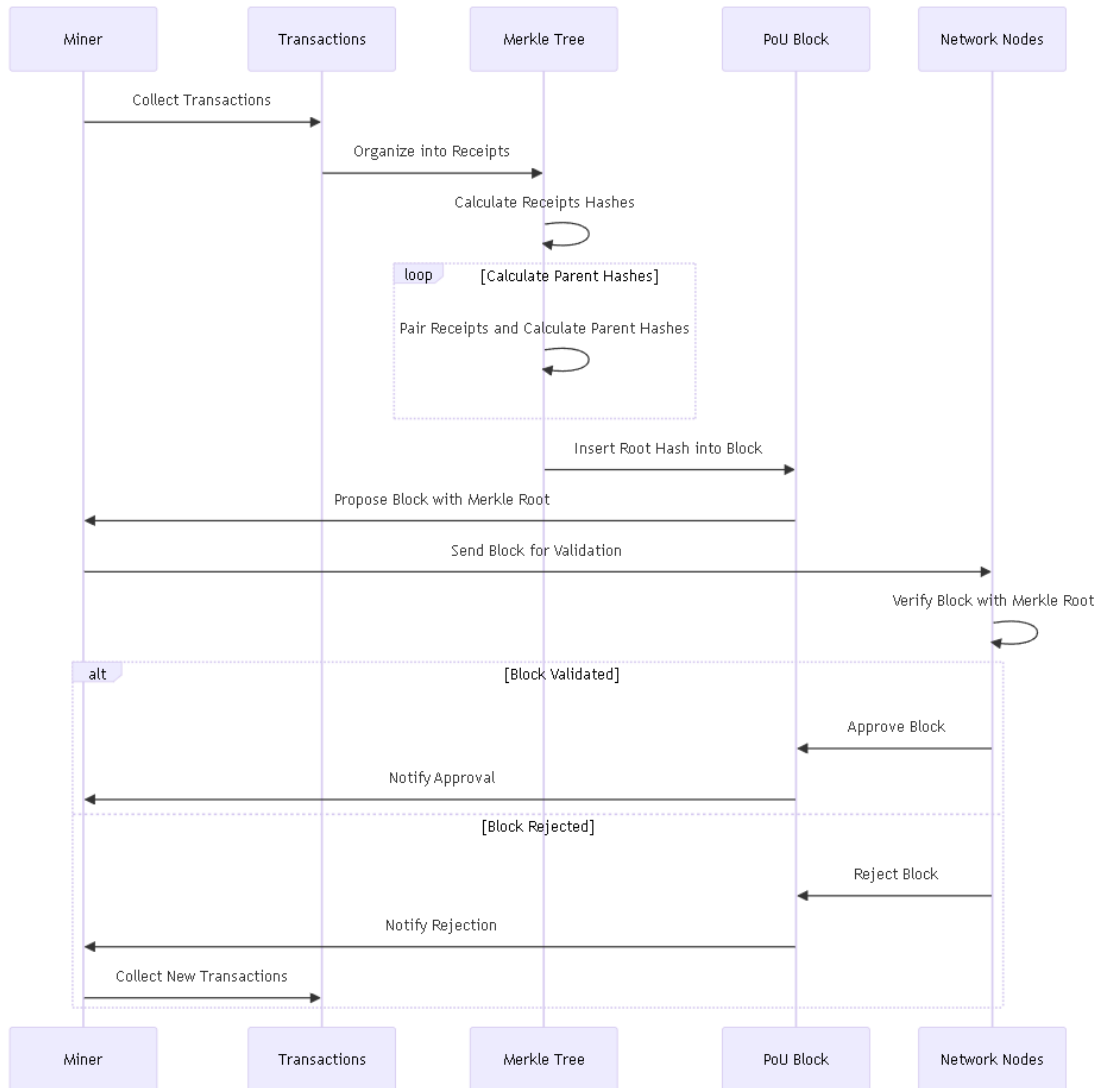 Miner
Transactions
Merkle Tree
PoU Block
Network Nodes
Collect Transactions
Organize into Receipts
Calculate Receipts Hashes
loop
[Calculate Parent Hashes]
Pair Receipts and Calculate Parent Hashes
Insert Root Hash into Block
Propose Block with Merkle Root
Send Block for Validation
Verify Block with Merkle Root
alt
[Block Validated]
Approve Block
Notify Approval
[Block Rejected]
Reject Block
Notify Rejection
Collect New Transactions
Miner
Transactions
Merkle Tree
PoU Block
Network Nodes